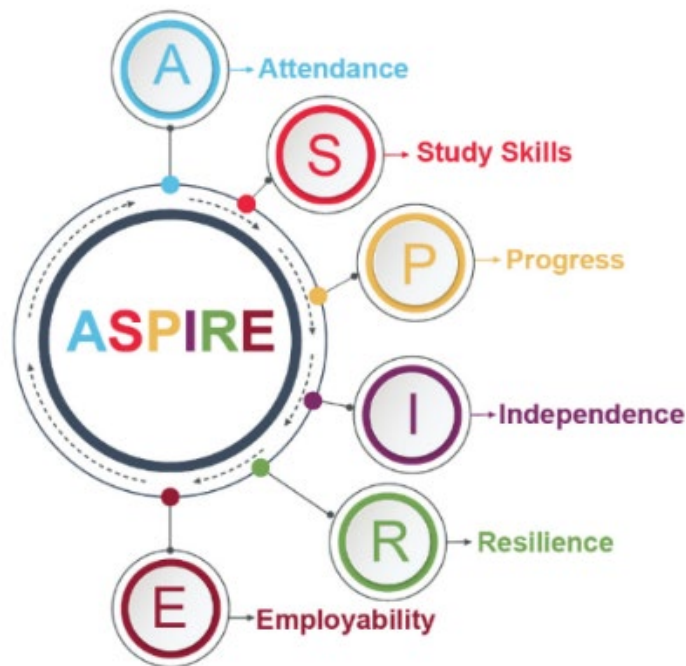 A
Attendance
S
Study Skills
P
Progress
ASPIRE
I
Independence
R
Resilience
E
Employability